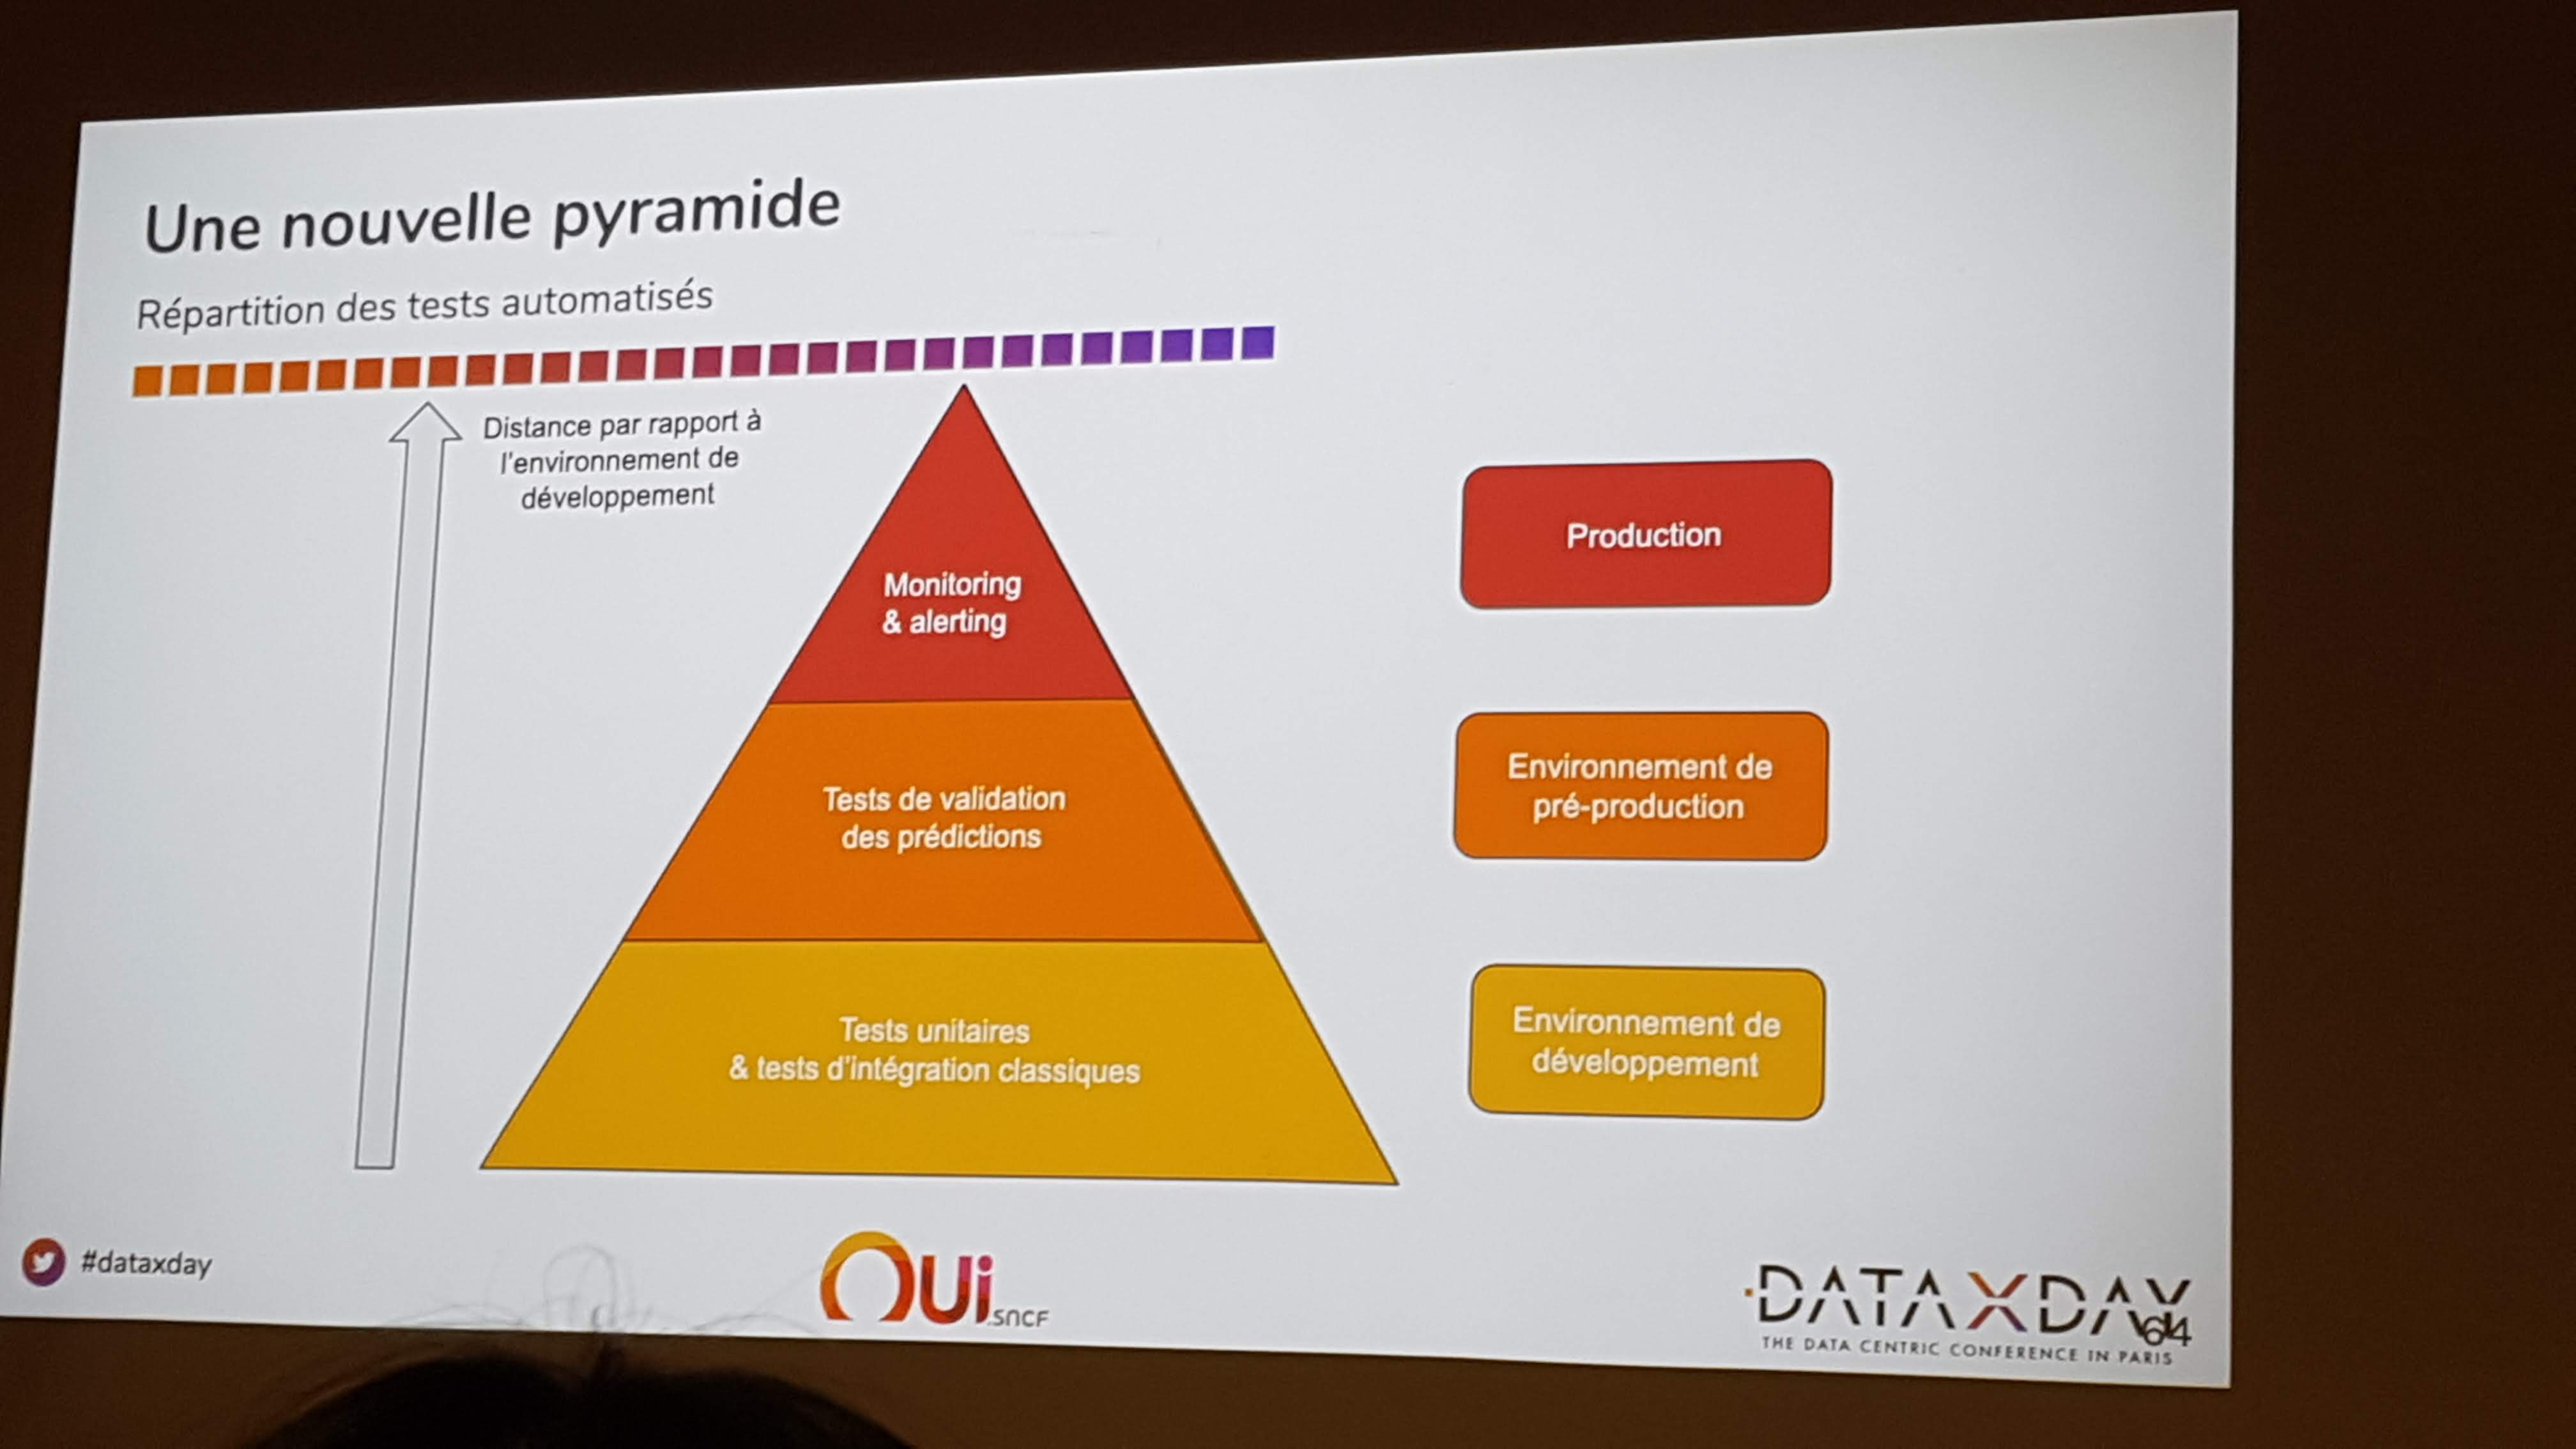 Une nouvelle pyramide
Répartition des tests automatisés
Distance par rapport à
l'environnement de
développement
Monitoring
& alerting
Production
Tests de validation
des prédictions
Environnement de
pré-production
Tests unitaires
& tests d'intégration classiques
Environnement de
développement
#dataxday
OUi.sncf
DATAXDAY
64
THE DATA CENTRIC CONFERENCE IN PARIS